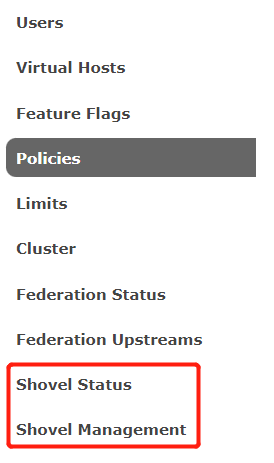 Users
Virtual Hosts
Feature Flags
Policies
Limits
Cluster
Federation Status
Federation Upstreams
Shovel Status
Shovel Management